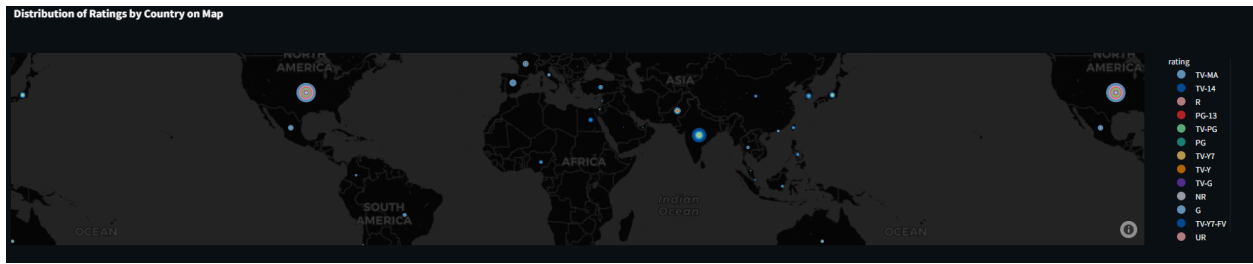 Distribution of Ratings by Country on Map
NORTH
AMERICA
ASIA
AFRICA
SOUTH
AMERICA
Indian
Ocean
OCEAN
OCEAN
NORTH
AMERICA
rating
TV-MA
TV-14
R
PG-13
TV-PG
PG
TV-Y7
TV-Y
TV-G
NR
G
TV-Y7-FV
UR